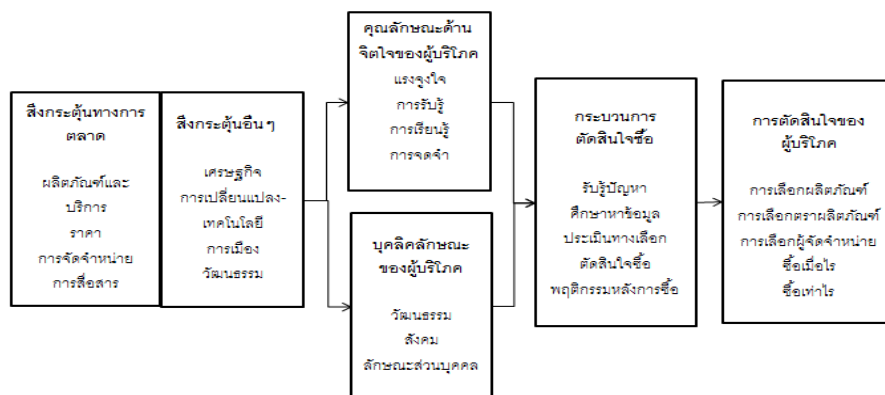 สิ่งกระตุ้นทางการ
ตลาด
ผลิตภัณฑ์และ
บริการ
ราคา
การจัดจำหน่าย
การสื่อสาร
สิ่งกระตุ้นอื่นๆ
เศรษฐกิจ
การเปลี่ยนแปลง-
เทคโนโลยี
การเมือง
วัฒนธรรม
คุณลักษณะด้าน
จิตใจของผู้บริโภค
แรงจูงใจ
การรับรู้
การเรียนรู้
การจดจำ
บุคลิคลักษณะ
ของผู้บริโภค
วัฒนธรรม
สังคม
ลักษณะส่วนบุคคล
กระบวนการ
ตัดสินใจซื้อ
รับรู้ปัญหา
ศึกษาหาข้อมูล
ประเมินทางเลือก
ตัดสินใจซื้อ
พฤติกรรมหลังการซื้อ
การตัดสินใจของ
ผู้บริโภค
การเลือกผลิตภัณฑ์
การเลือกตราผลิตภัณฑ์
การเลือกผู้จัดจำหน่าย
ซื้อเมื่อไร
ซื้อเท่าไร